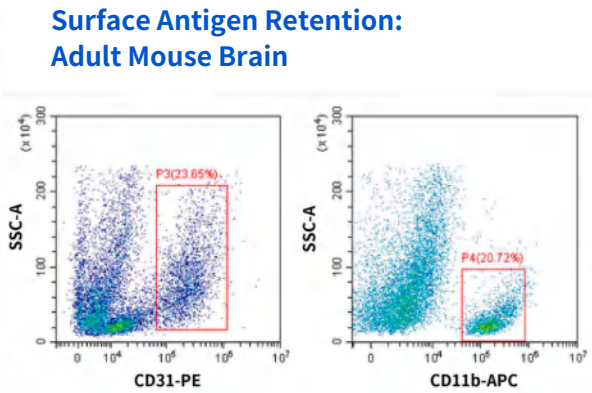 Surface Antigen Retention:
Adult Mouse Brain
SSC-A
(x 10⁴)
300
200
100
0
P3(23.65%)
0 10⁴ 10⁵ 10⁶ 10⁷
CD31-PE
SSC-A
(x 10⁴)
300
200
100
0
P4(20.72%)
0 10⁴ 10⁵ 10⁶ 10⁷
CD11b-APC